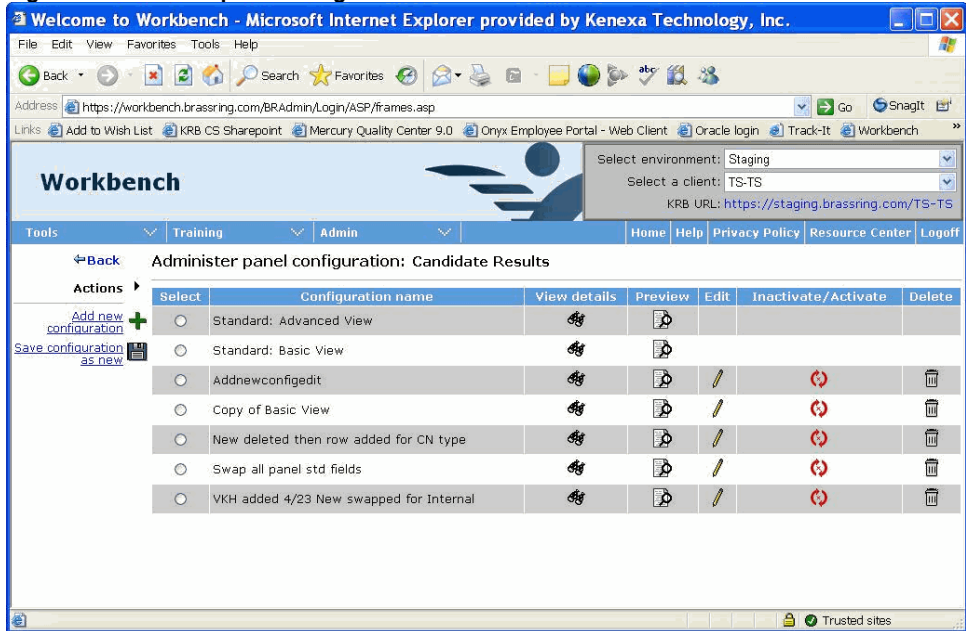 Welcome to Workbench - Microsoft Internet Explorer provided by Kenexa Technology, Inc.
File Edit View Favorites Tools Help
Back Search Favorites abc
Address https://workbench.brassring.com/BRAdmin/Login/ASP/frames.asp Go SnagIt
Links Add to Wish List KRB CS Sharepoint Mercury Quality Center 9.0 Onyx Employee Portal - Web Client Oracle login Track-It Workbench »
Workbench
Select environment: Staging
Select a client: TS-TS
KRB URL: https://staging.brassring.com/TS-TS
Tools Training Admin Home Help Privacy Policy Resource Center Logoff
Back
Administer panel configuration: Candidate Results
Actions
Add new configuration
Save configuration as new
Select Configuration name View details Preview Edit Inactivate/Activate Delete
Standard: Advanced View
Standard: Basic View
Addnewconfigedit
Copy of Basic View
New deleted then row added for CN type
Swap all panel std fields
VKH added 4/23 New swapped for Internal
Trusted sites